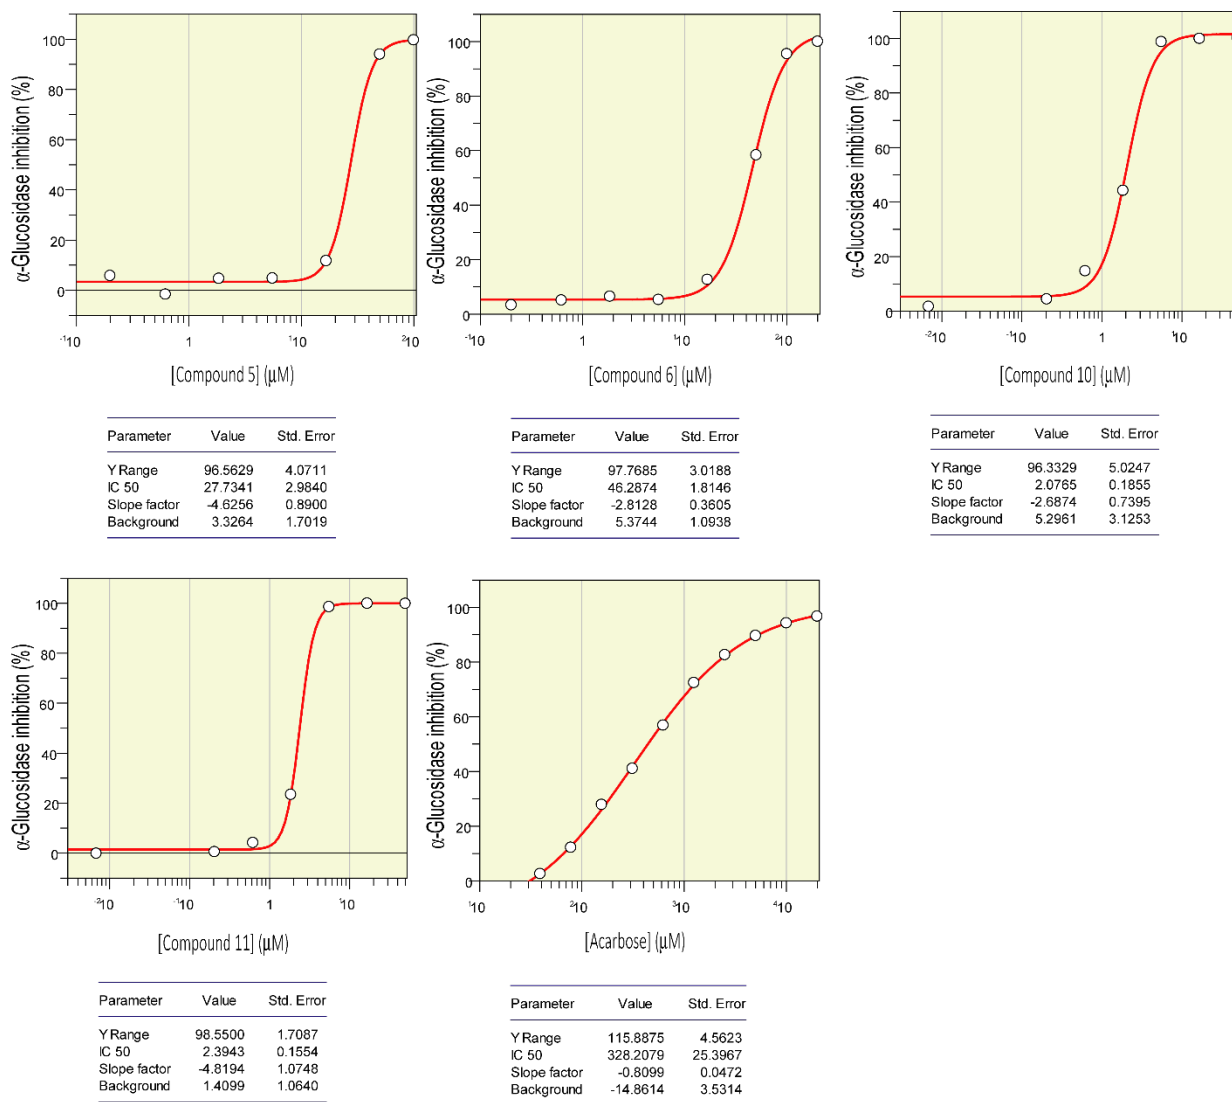 α-Glucosidase inhibition (%)
100
80
60
40
20
0
-110 1 110 210
[Compound 5] (μM)
Parameter Value Std. Error
Y Range 96.5629 4.0711
IC 50 27.7341 2.9840
Slope factor -4.6256 0.8900
Background 3.3264 1.7019
α-Glucosidase inhibition (%)
100
80
60
40
20
0
-110 1 110 210
[Compound 6] (μM)
Parameter Value Std. Error
Y Range 97.7685 3.0188
IC 50 46.2874 1.8146
Slope factor -2.8128 0.3605
Background 5.3744 1.0938
α-Glucosidase inhibition (%)
100
80
60
40
20
0
-210 -110 1 110
[Compound 10] (μM)
Parameter Value Std. Error
Y Range 96.3329 5.0247
IC 50 2.0765 0.1855
Slope factor -2.6874 0.7395
Background 5.2961 3.1253
α-Glucosidase inhibition (%)
100
80
60
40
20
0
-210 -110 1 110
[Compound 11] (μM)
Parameter Value Std. Error
Y Range 98.5500 1.7087
IC 50 2.3943 0.1554
Slope factor -4.8194 1.0748
Background 1.4099 1.0640
α-Glucosidase inhibition (%)
100
80
60
40
20
0
110 210 310 410
[Acarbose] (μM)
Parameter Value Std. Error
Y Range 115.8875 4.5623
IC 50 328.2079 25.3967
Slope factor -0.8099 0.0472
Background -14.8614 3.5314